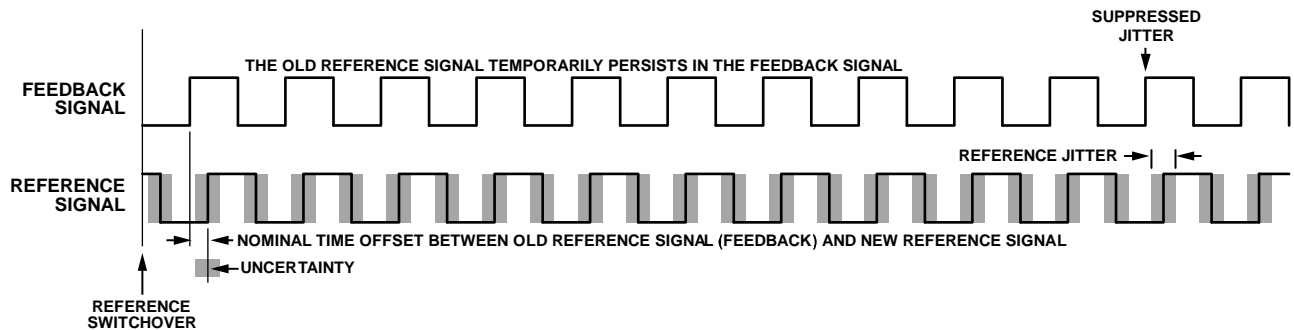 SUPPRESSED
JITTER
THE OLD REFERENCE SIGNAL TEMPORARILY PERSISTS IN THE FEEDBACK SIGNAL
FEEDBACK
SIGNAL
REFERENCE JITTER
REFERENCE
SIGNAL
NOMINAL TIME OFFSET BETWEEN OLD REFERENCE SIGNAL (FEEDBACK) AND NEW REFERENCE SIGNAL
UNCERTAINTY
REFERENCE
SWITCHOVER